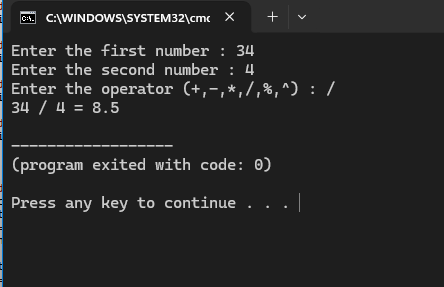 C:\WINDOWS\SYSTEM32\cmc
Enter the first number : 34
Enter the second number : 4
Enter the operator (+,-,*,/,%,^) : /
34 / 4 = 8.5
------------------
(program exited with code: 0)
Press any key to continue . . .